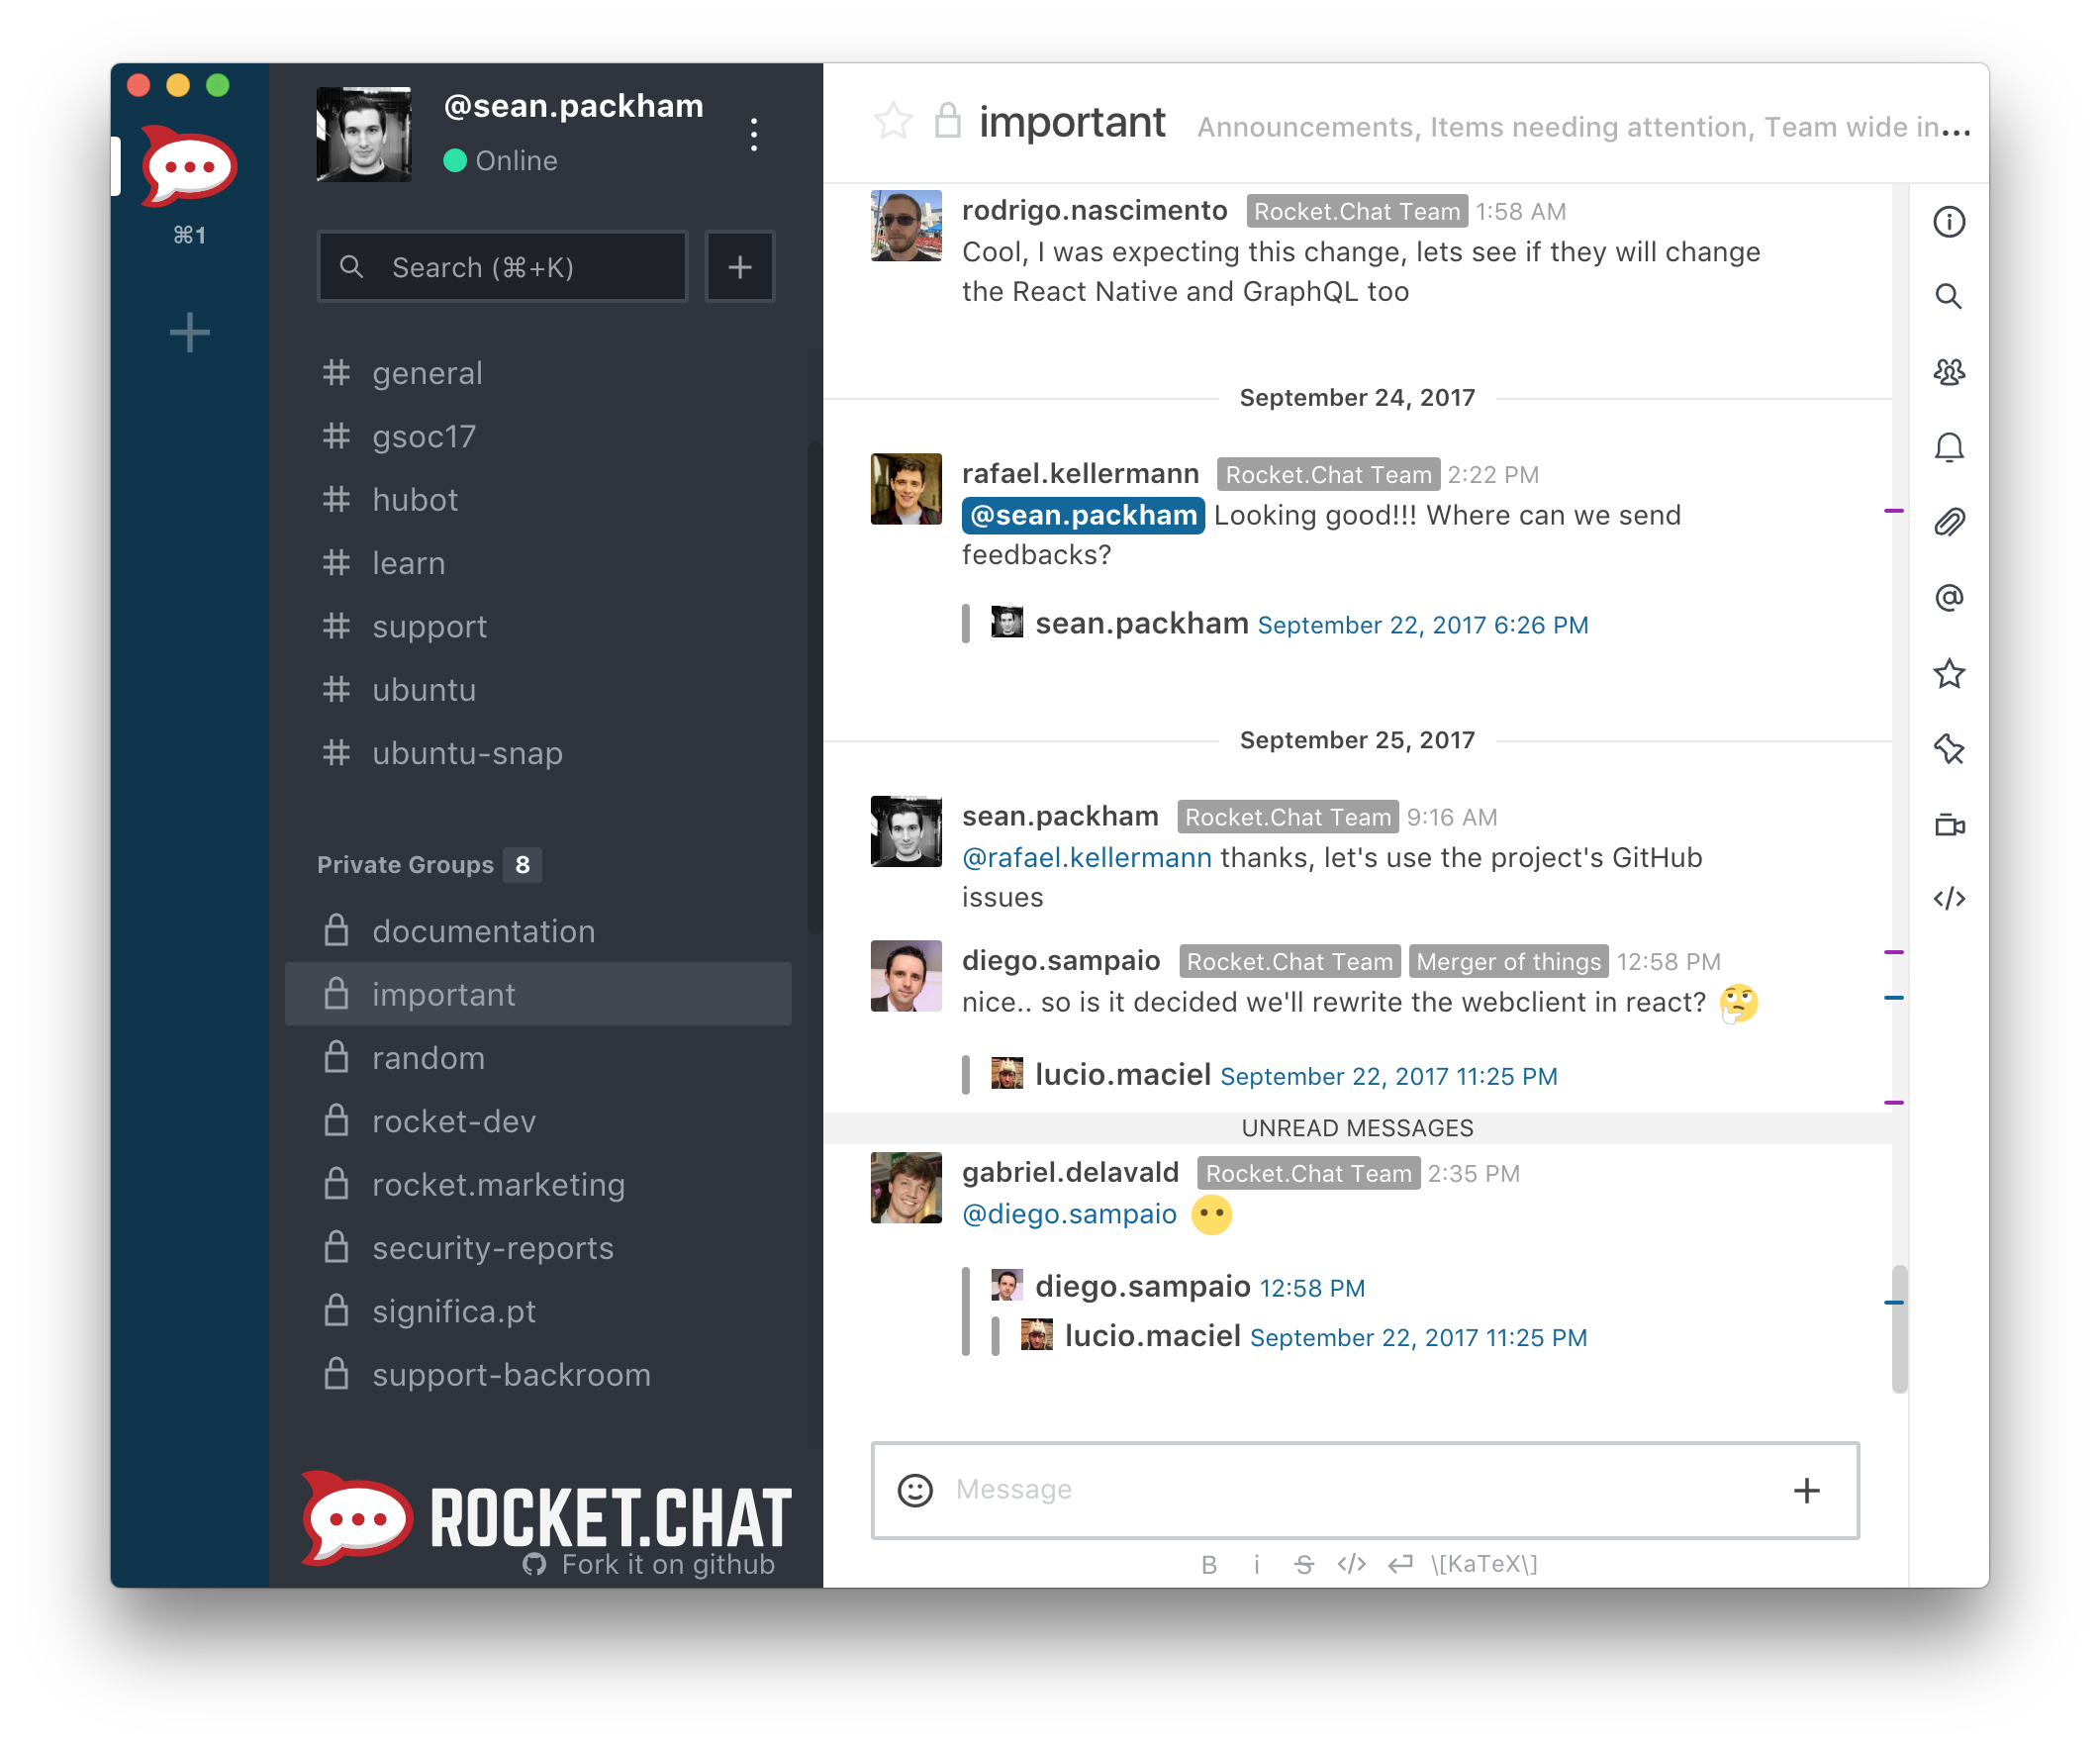 @sean.packham
Online
⌘1
Search (⌘+K)
general
gsoc17
hubot
learn
support
ubuntu
ubuntu-snap
Private Groups 8
documentation
important
random
rocket-dev
rocket.marketing
security-reports
significa.pt
support-backroom
ROCKET.CHAT
Fork it on github
important Announcements, Items needing attention, Team wide in...
rodrigo.nascimento Rocket.Chat Team 1:58 AM
Cool, I was expecting this change, lets see if they will change
the React Native and GraphQL too
September 24, 2017
rafael.kellermann Rocket.Chat Team 2:22 PM
@sean.packham Looking good!!! Where can we send
feedbacks?
sean.packham September 22, 2017 6:26 PM
September 25, 2017
sean.packham Rocket.Chat Team 9:16 AM
@rafael.kellermann thanks, let's use the project's GitHub
issues
diego.sampaio Rocket.Chat Team Merger of things 12:58 PM
nice.. so is it decided we'll rewrite the webclient in react? 🤔
lucio.maciel September 22, 2017 11:25 PM
UNREAD MESSAGES
gabriel.delavald Rocket.Chat Team 2:35 PM
@diego.sampaio 😶
diego.sampaio 12:58 PM
lucio.maciel September 22, 2017 11:25 PM
Message
B i S </> ↵ \[KaTeX\]